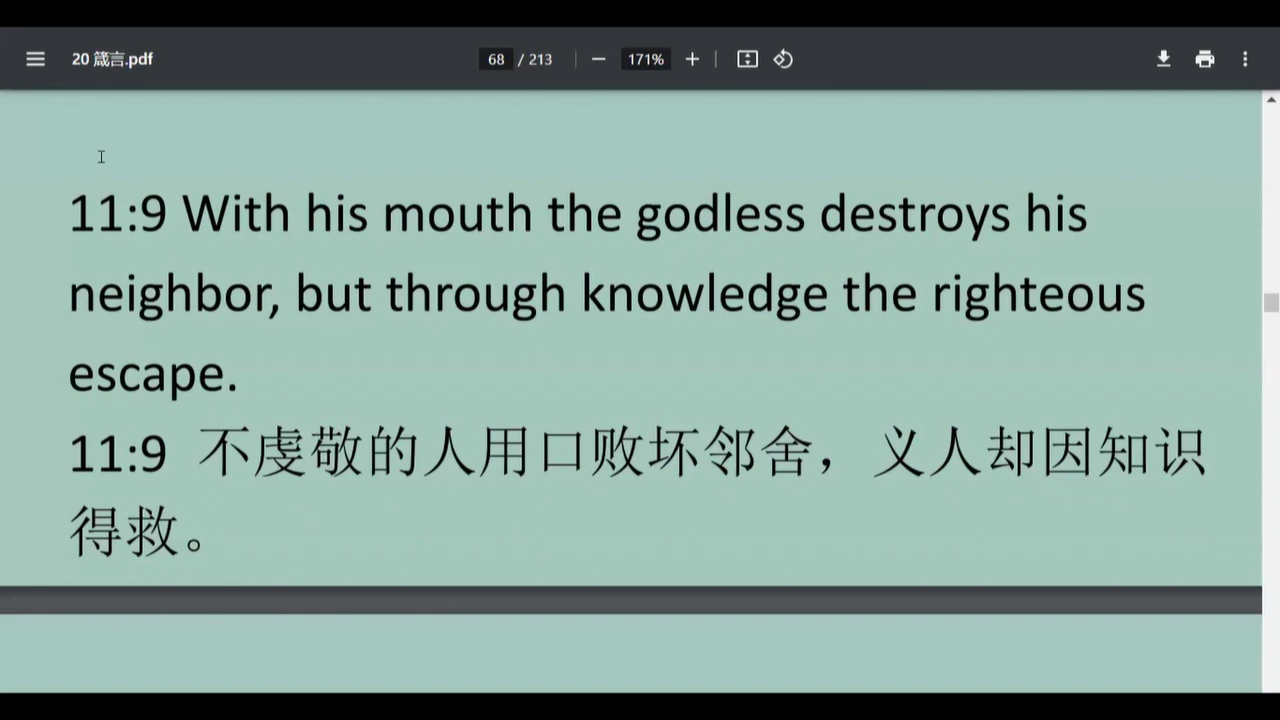 20 箴言.pdf
68 / 213
171%
11:9 With his mouth the godless destroys his
neighbor, but through knowledge the righteous
escape.
11:9 不虔敬的人用口败坏邻舍，义人却因知识
得救。